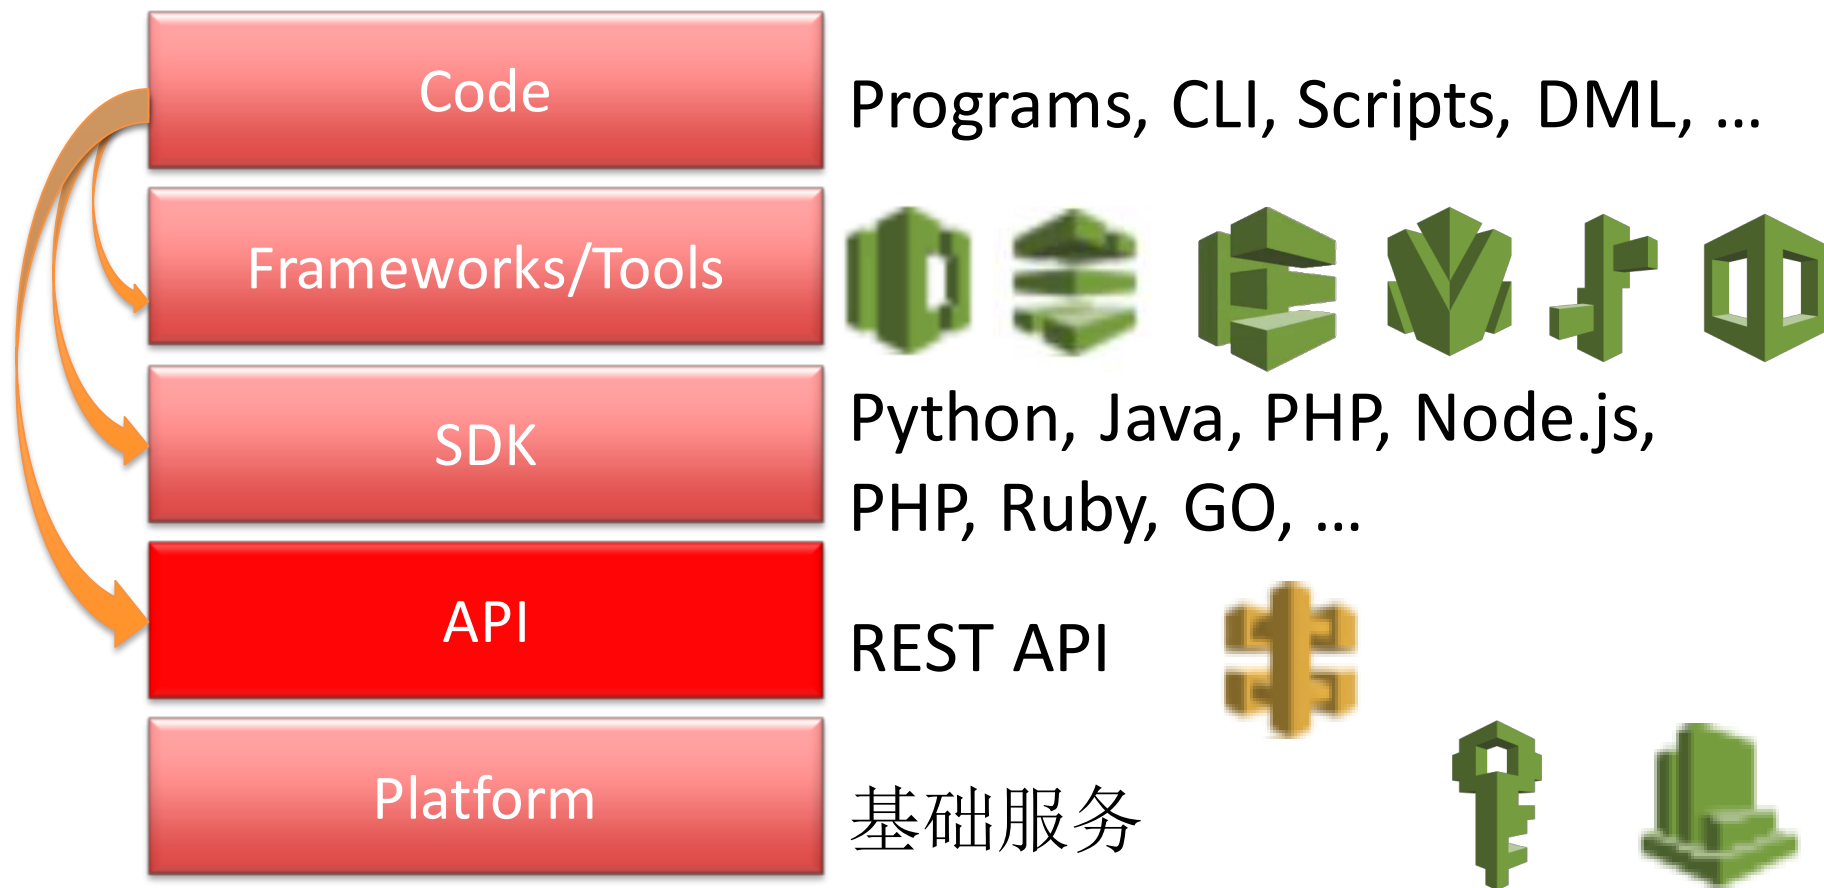 Code
Programs, CLI, Scripts, DML, ...
Frameworks/Tools
SDK
Python, Java, PHP, Node.js,
PHP, Ruby, GO, ...
API
REST API
Platform
基础服务